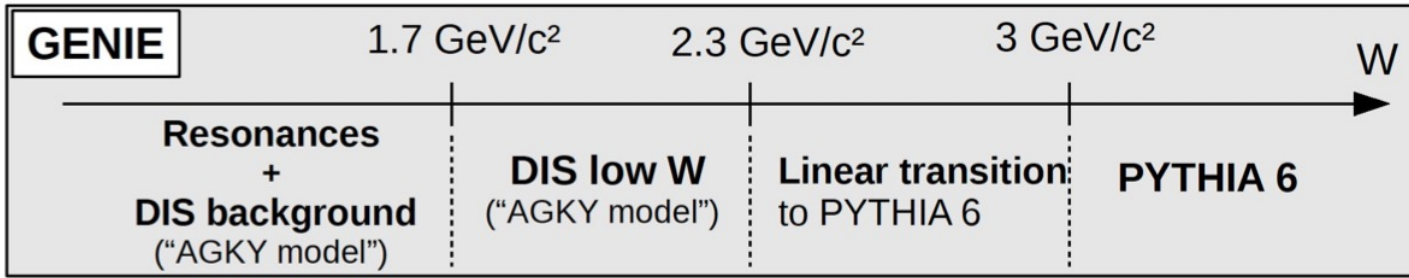 GENIE
1.7 GeV/c²
2.3 GeV/c²
3 GeV/c²
W
Resonances
+
DIS background
(“AGKY model”)
DIS low W
(“AGKY model”)
Linear transition
to PYTHIA 6
PYTHIA 6